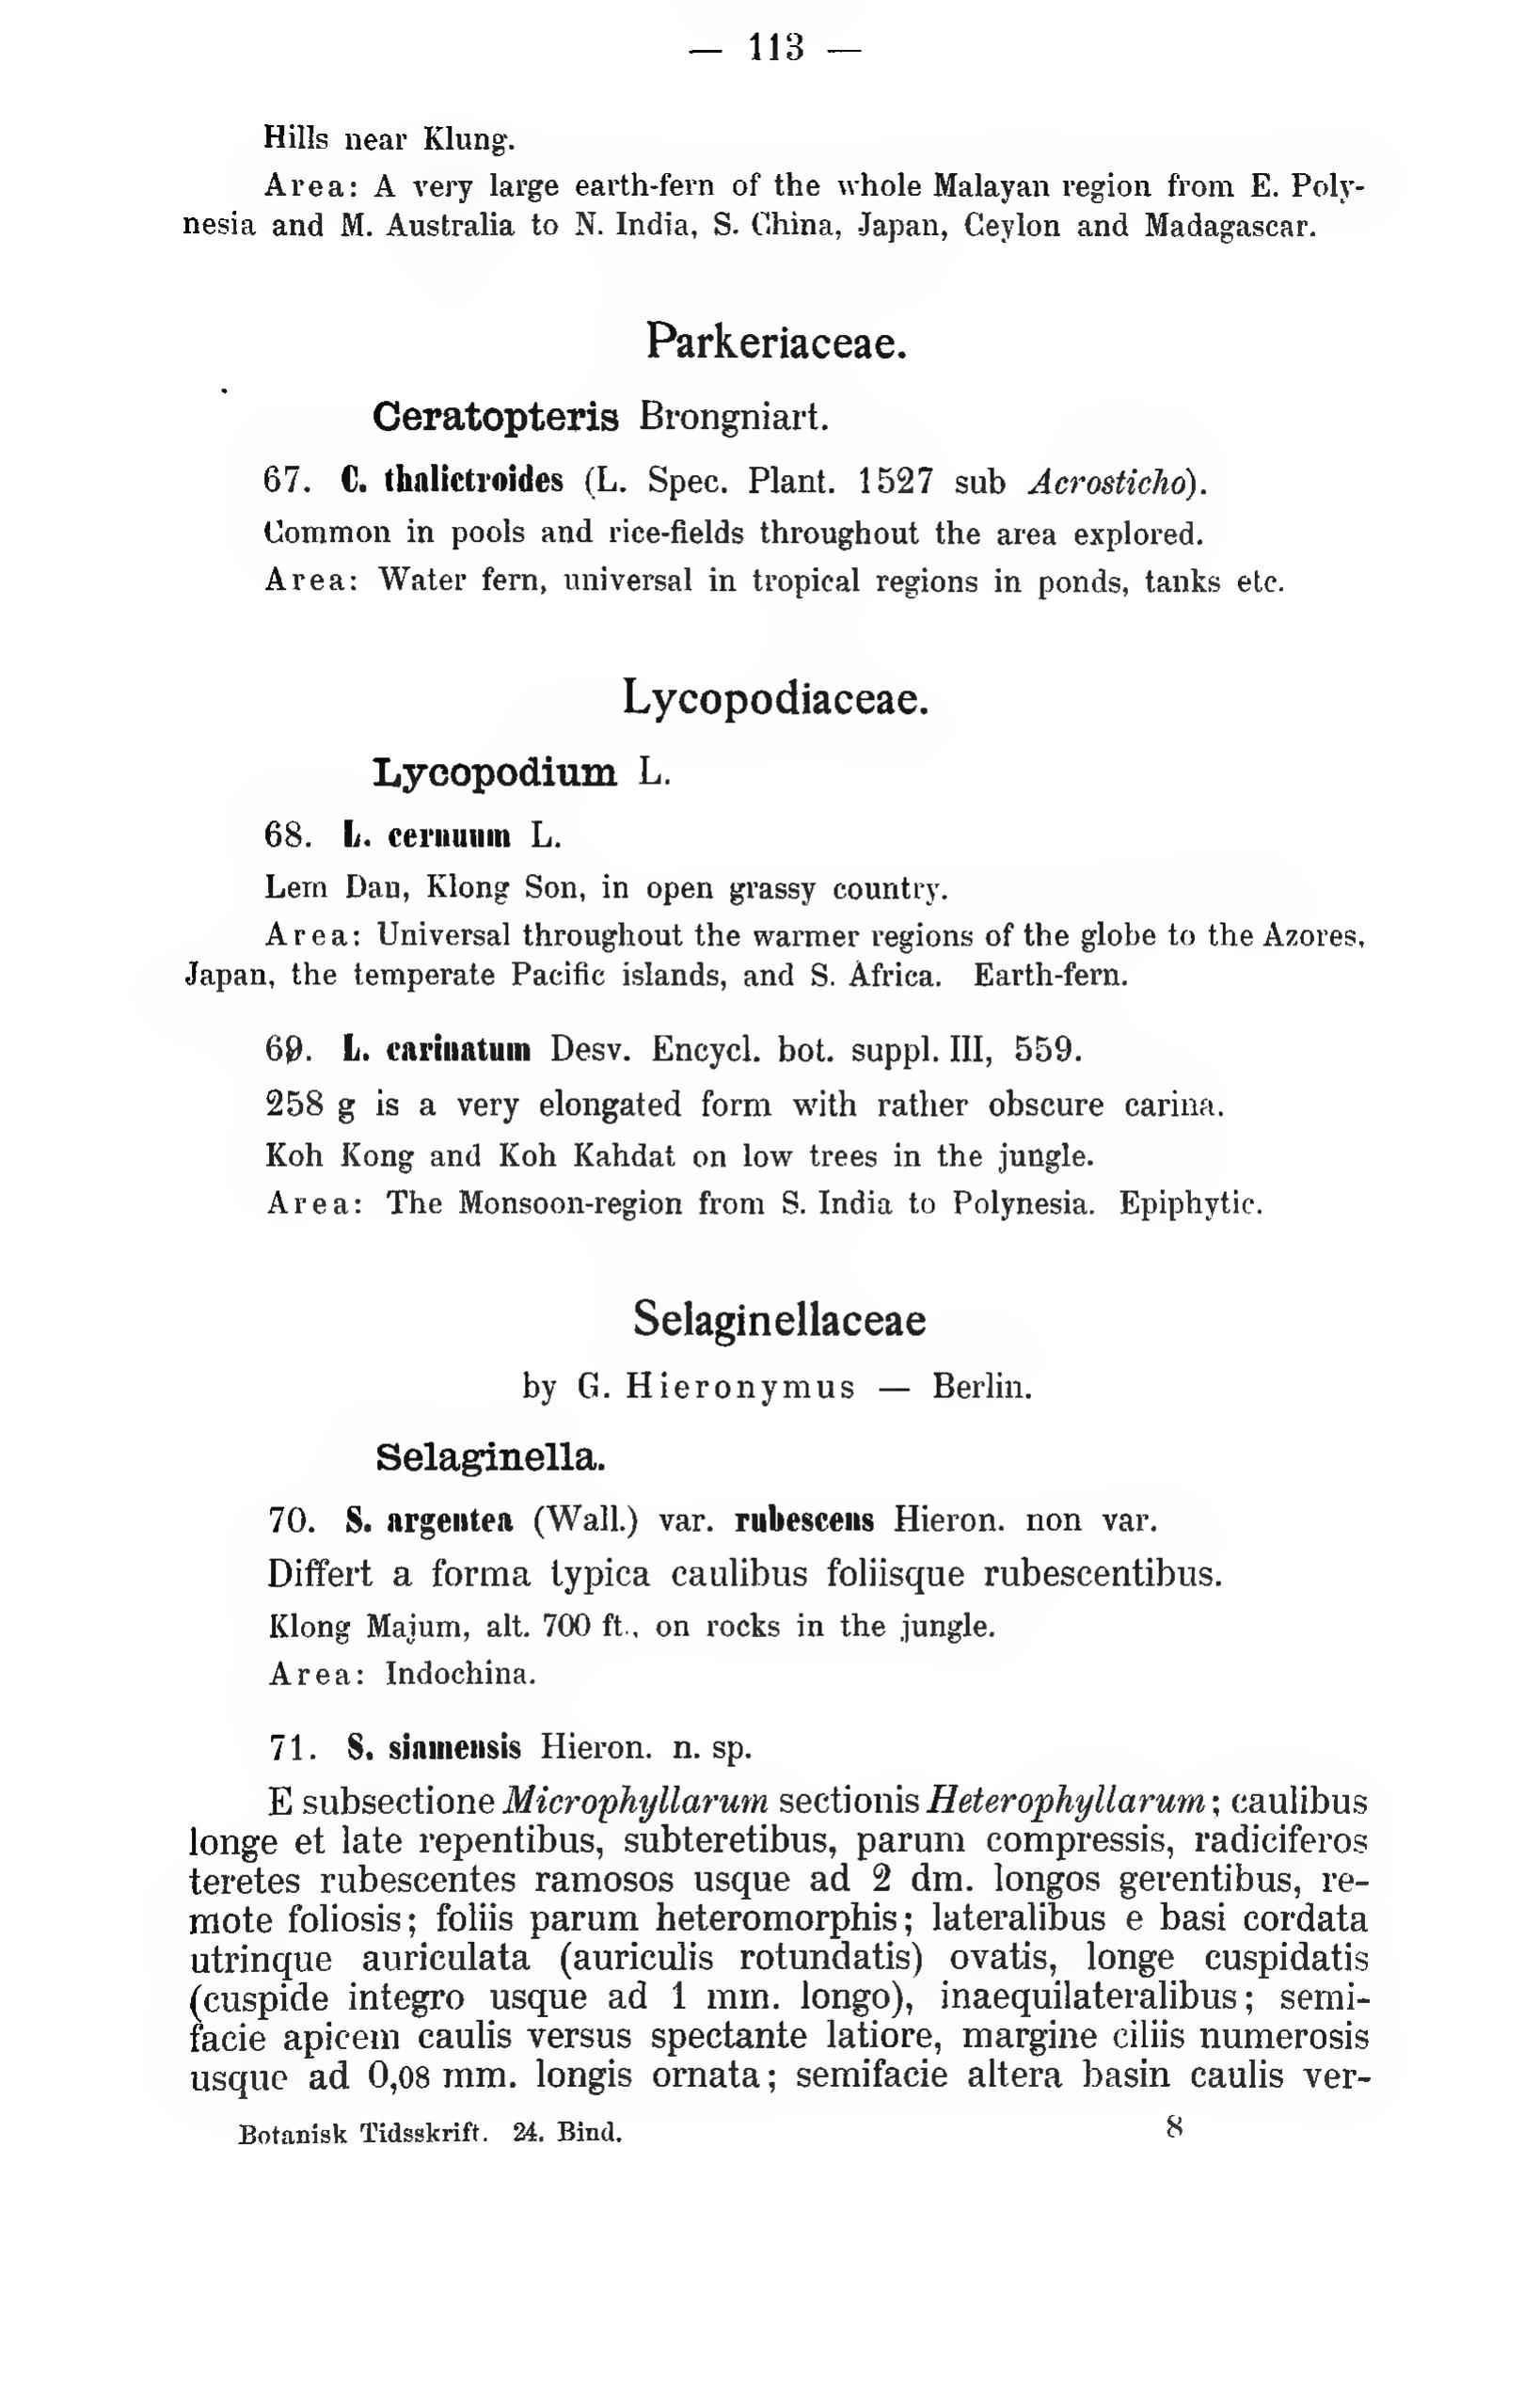 — 113 —
Hills near Klung.
Area: A very large earth-fern of the whole Malayan region from E. Poly-
nesia and M. Australia to N. India, S. China, Japan, Ceylon and Madagascar.
Parkeriaceae.
Ceratopteris Brongniart.
67. C. thalictroides (L. Spec. Plant. 1527 sub Acrosticho).
Common in pools and rice-fields throughout the area explored.
Area: Water fern, universal in tropical regions in ponds, tanks etc.
Lycopodiaceae.
Lycopodium L.
68. L. cernuum L.
Lem Dan, Klong Son, in open grassy country.
Area: Universal throughout the warmer regions of the globe to the Azores,
Japan, the temperate Pacific islands, and S. Africa. Earth-fern.
69. L. carinatum Desv. Encycl. bot. suppl. III, 559.
258 g is a very elongated form with rather obscure carina.
Koh Kong and Koh Kahdat on low trees in the jungle.
Area: The Monsoon-region from S. India to Polynesia. Epiphytic.
Selaginellaceae
by G. Hieronymus — Berlin.
Selaginella.
70. S. argentea (Wall.) var. rubescens Hieron. non var.
Differt a forma typica caulibus foliisque rubescentibus.
Klong Majum, alt. 700 ft., on rocks in the jungle.
Area: Indochina.
71. S. siamensis Hieron. n. sp.
E subsectione Microphyllarum sectionis Heterophyllarum; caulibus
longe et late repentibus, subteretibus, parum compressis, radiciferos
teretes rubescentes ramosos usque ad 2 dm. longos gerentibus, re-
mote foliosis; foliis parum heteromorphis; lateralibus e basi cordata
utrinque auriculata (auriculis rotundatis) ovatis, longe cuspidatis
(cuspide integro usque ad 1 mm. longo), inaequilateralibus; semi-
facie apicem caulis versus spectante latiore, margine ciliis numerosis
usque ad 0,08 mm. longis ornata; semifacie altera basin caulis ver-
Botanisk Tidsskrift. 24. Bind. 8